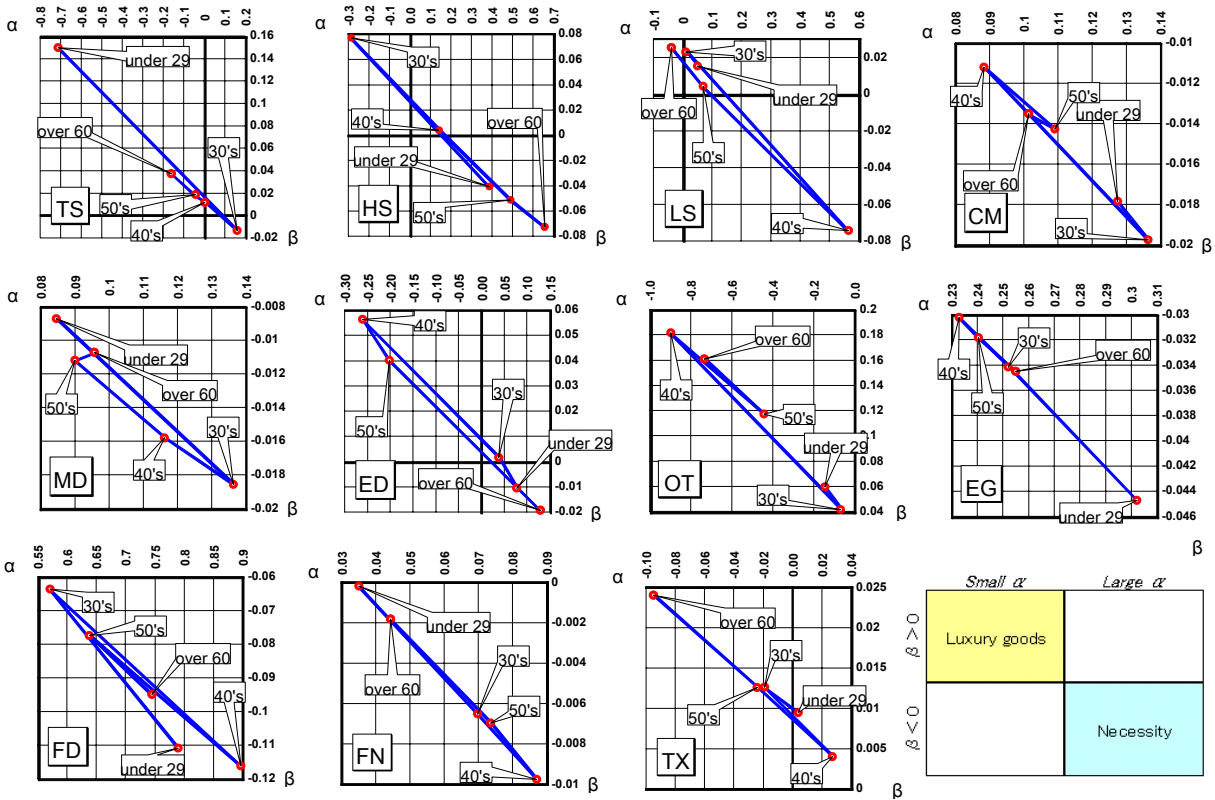 α
-0.8 -0.7 -0.6 -0.5 -0.4 -0.3 -0.2 -0.1 0 0.1 0.2
0.16
0.14
0.12
0.10
0.08
0.06
0.04
0.02
0
-0.02
under 29
over 60
30's
50's
40's
TS
β
α
-0.3 -0.2 -0.1 0 0.1 0.2 0.3 0.4 0.5 0.6 0.7
0.08
0.06
0.04
0.02
0
-0.02
-0.04
-0.06
-0.08
30's
40's
over 60
under 29
50's
HS
β
α
-0.1 0 0.1 0.2 0.3 0.4 0.5 0.6
0.02
0
-0.02
-0.04
-0.06
-0.08
30's
under 29
over 60
50's
40's
LS
β
α
0.08 0.09 0.10 0.11 0.12 0.13 0.14
-0.01
-0.012
-0.014
-0.016
-0.018
-0.02
40's
50's
under 29
over 60
30's
CM
β
α
0.08 0.09 0.1 0.11 0.12 0.13 0.14
-0.008
-0.01
-0.012
-0.014
-0.016
-0.018
-0.02
under 29
over 60
50's
30's
40's
MD
β
α
-0.30 -0.25 -0.20 -0.15 -0.10 -0.05 0.00 0.05 0.10 0.15
0.06
0.05
0.04
0.03
0.02
0.01
0
-0.01
-0.02
40's
30's
50's
under 29
over 60
ED
β
α
-1.0 -0.8 -0.6 -0.4 -0.2 0.0
0.2
0.18
0.16
0.14
0.12
0.1
0.08
0.06
0.04
over 60
40's
50's
under 29
30's
OT
β
α
0.23 0.24 0.25 0.26 0.27 0.28 0.29 0.30 0.31
-0.03
-0.032
-0.034
-0.036
-0.038
-0.04
-0.042
-0.044
-0.046
30's
over 60
40's
50's
under 29
EG
β
α
0.55 0.6 0.65 0.7 0.75 0.8 0.85 0.9
-0.06
-0.07
-0.08
-0.09
-0.1
-0.11
-0.12
30's
50's
over 60
40's
under 29
FD
β
α
0.03 0.04 0.05 0.06 0.07 0.08 0.09
0
-0.002
-0.004
-0.006
-0.008
-0.01
under 29
over 60
30's
50's
40's
FN
β
α
-0.10 -0.08 -0.06 -0.04 -0.02 0.00 0.02 0.04
0.025
0.02
0.015
0.01
0.005
0
over 60
30's
under 29
50's
40's
TX
β
Small α Large α
β>0
Luxury goods
β<0
Necessity